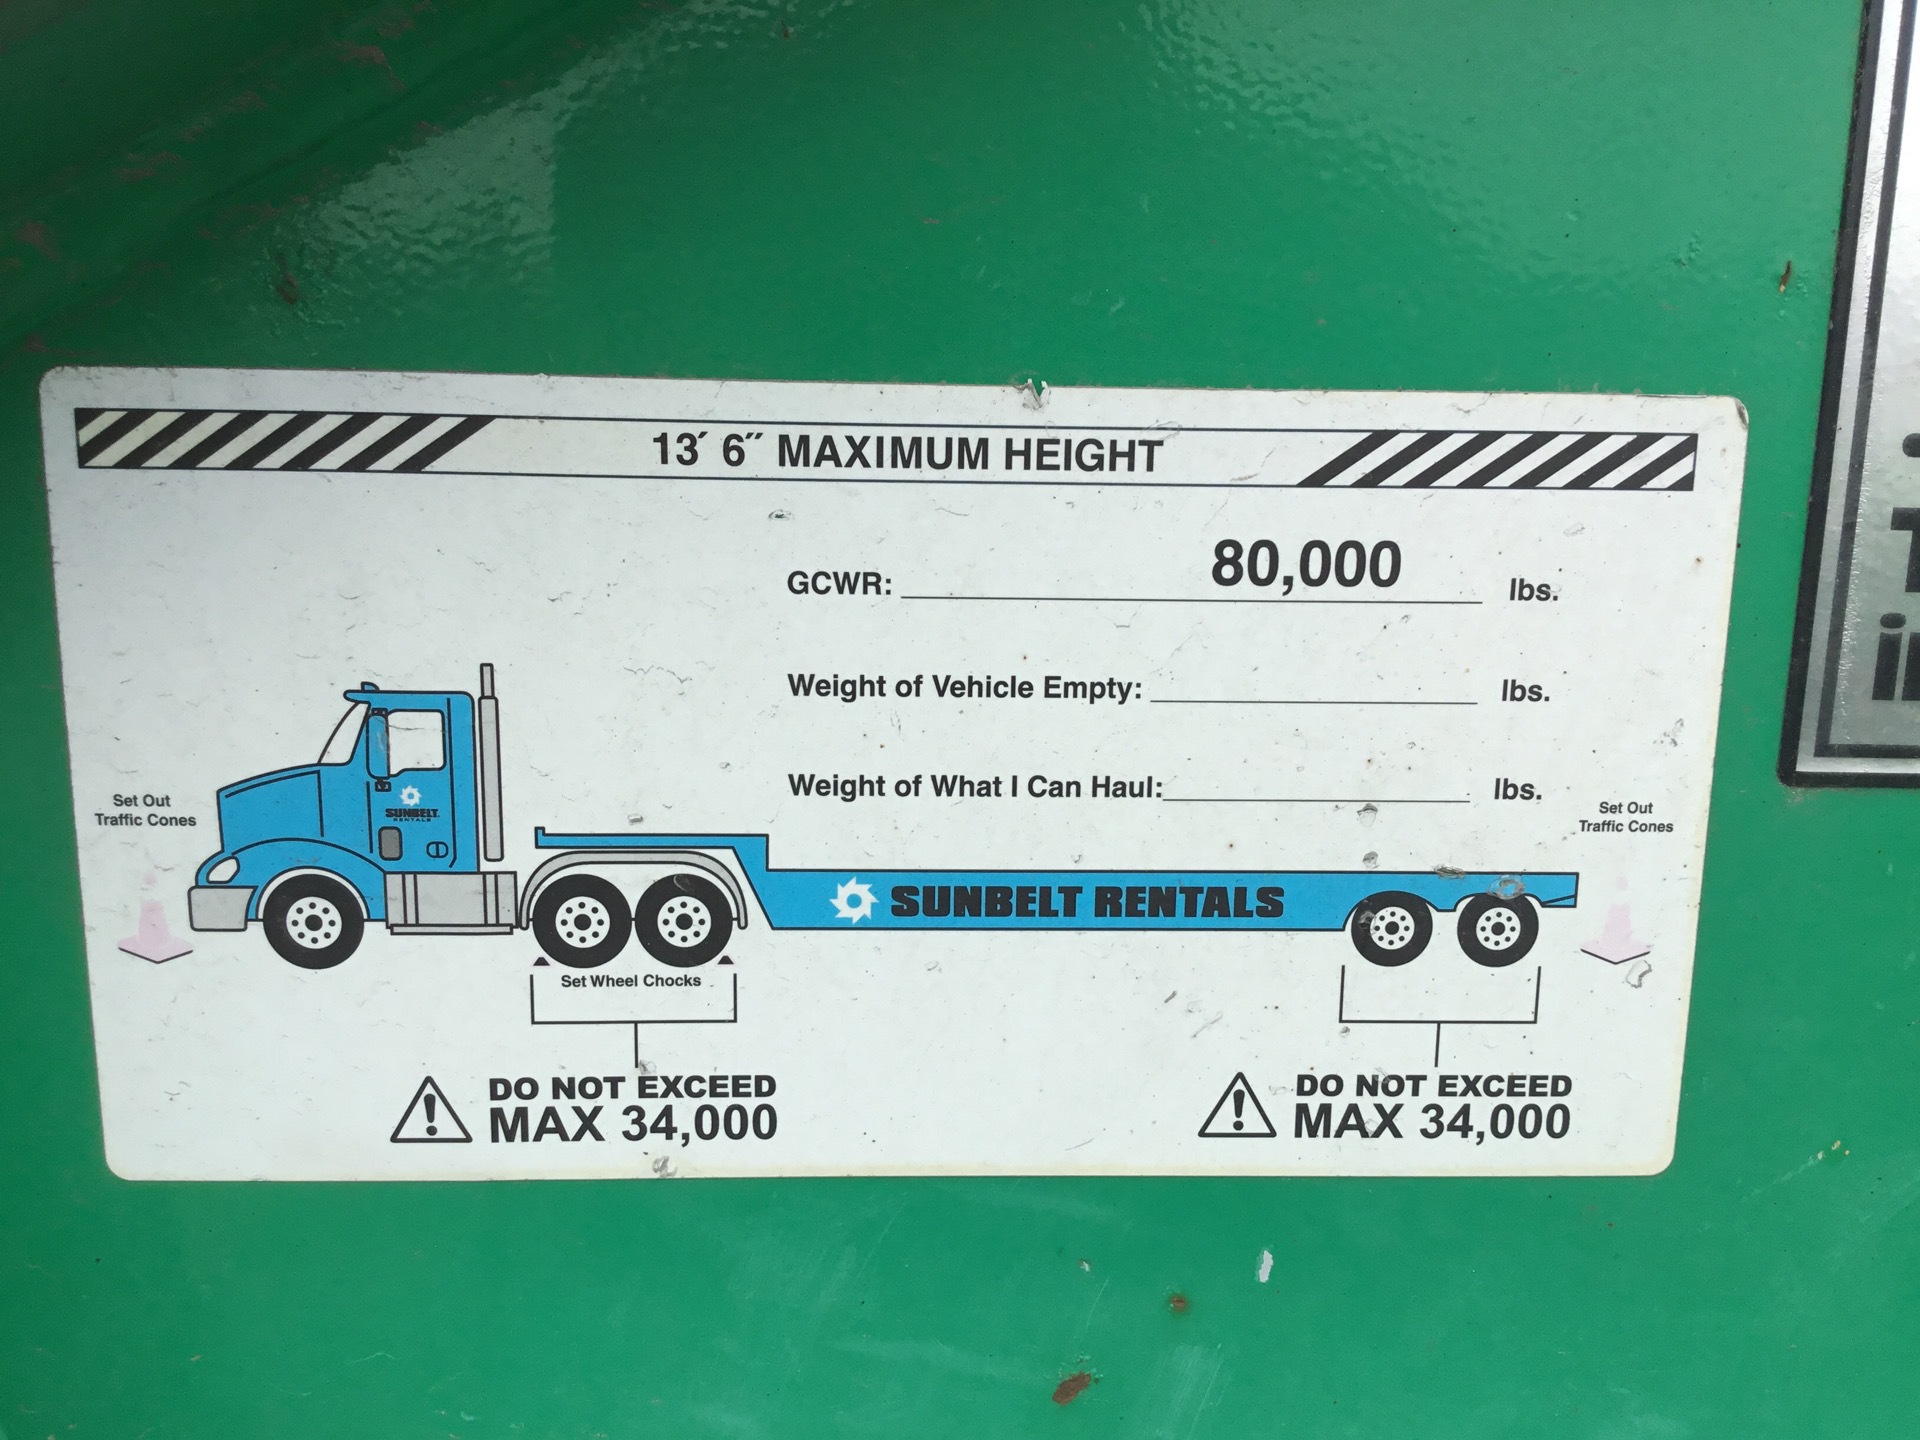 13′ 6″ MAXIMUM HEIGHT
GCWR: 80,000 lbs.
Weight of Vehicle Empty: lbs.
Weight of What I Can Haul: lbs.
Set Out
Traffic Cones
SUNBELT
RENTALS
Set Out
Traffic Cones
SUNBELT RENTALS
Set Wheel Chocks
DO NOT EXCEED
MAX 34,000
DO NOT EXCEED
MAX 34,000